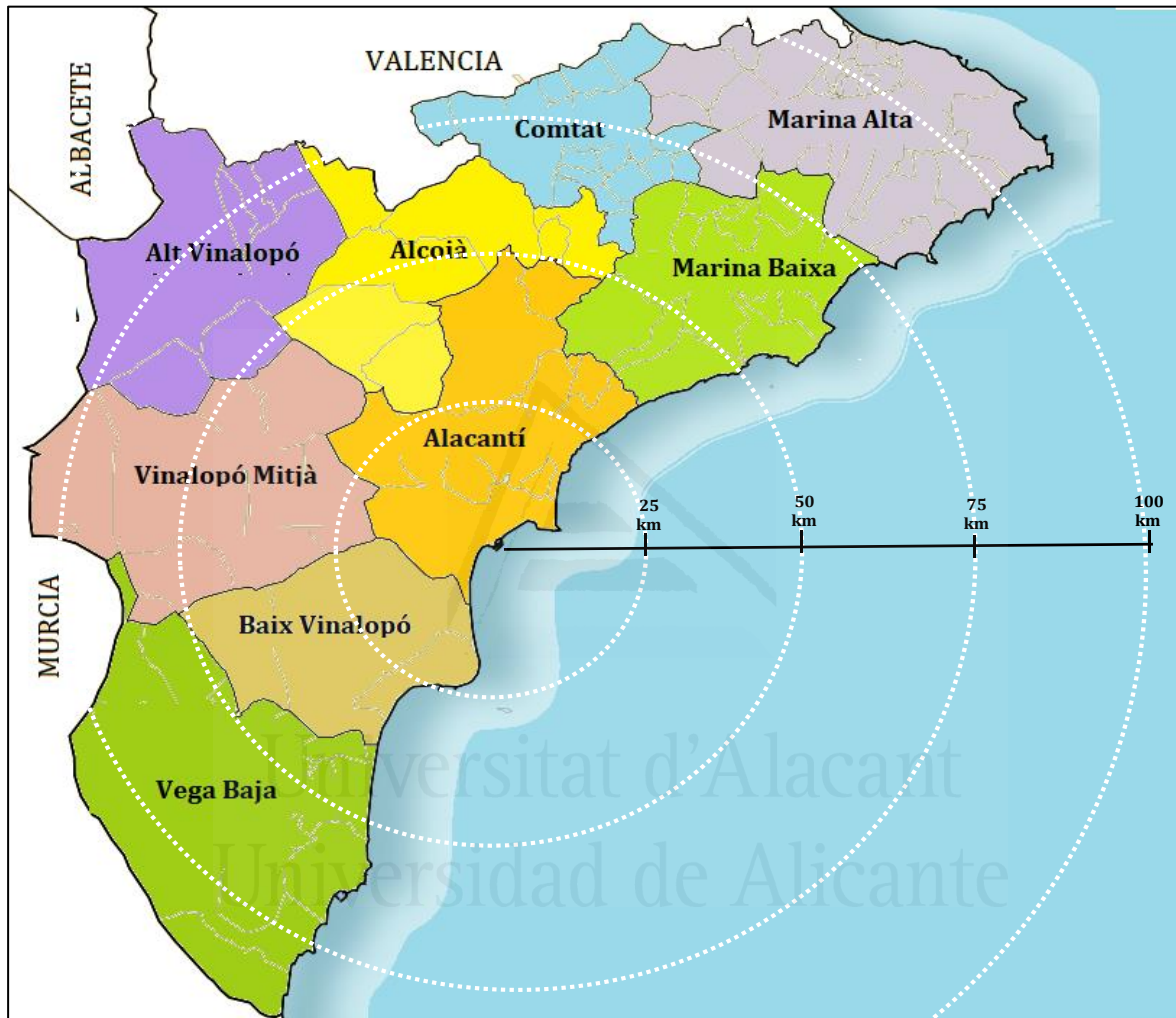 VALENCIA
ALBACETE
Comtat
Marina Alta
Alt Vinalopó
Alcoià
Marina Baixa
Alacantí
Vinalopó Mitjà
25
km
50
km
75
km
100
km
Baix Vinalopó
MURCIA
Vega Baja
Universitat d'Alacant
Universidad de Alicante